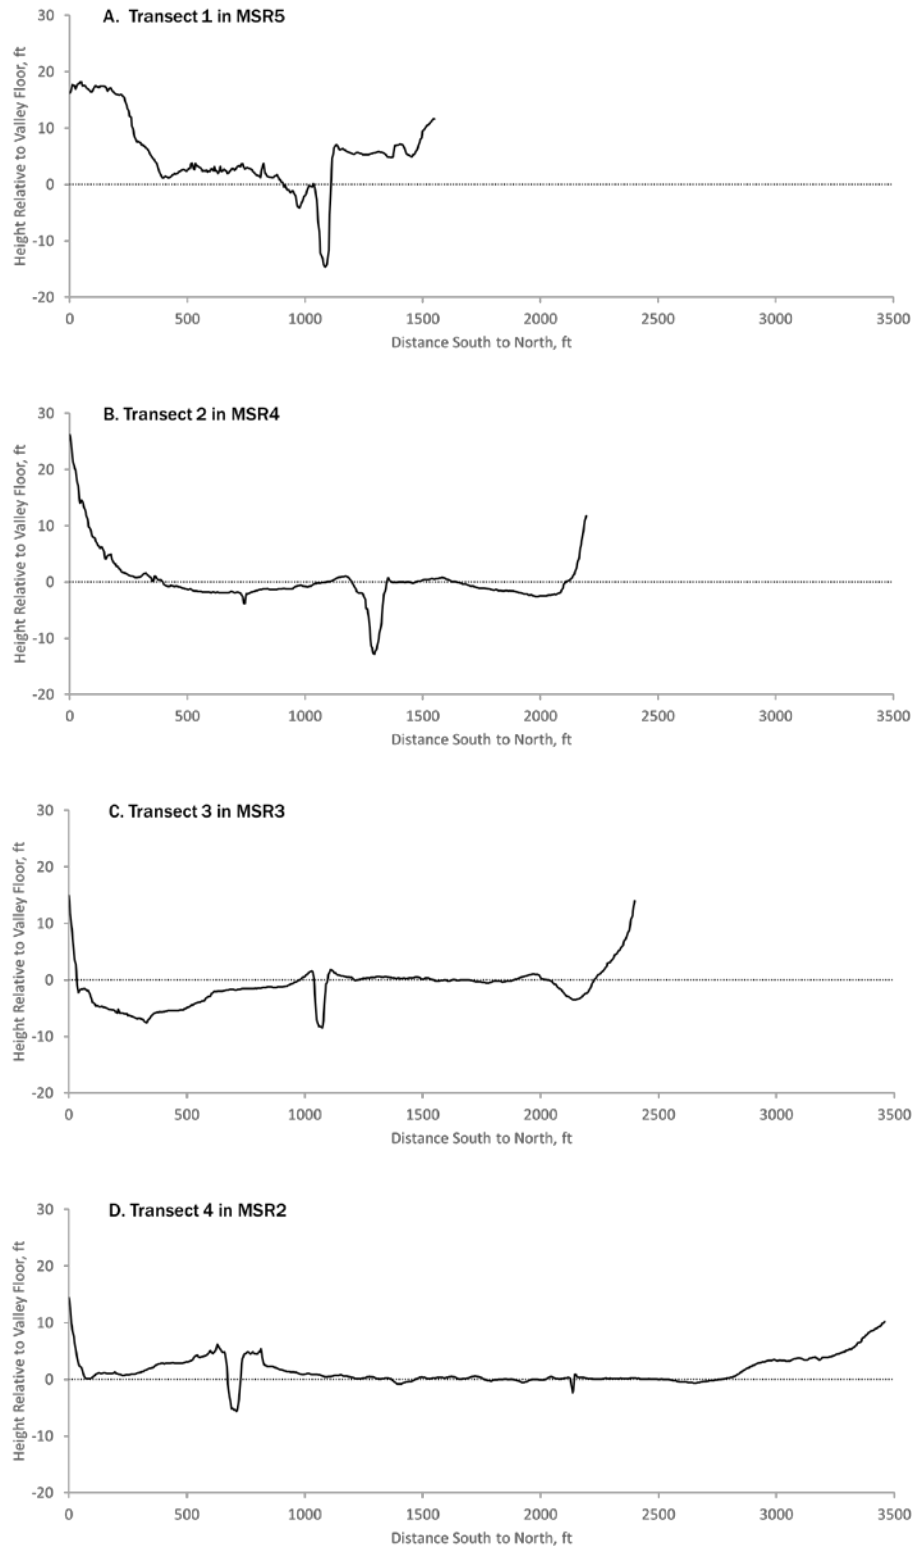 A. Transect 1 in MSR5
Height Relative to Valley Floor, ft
30
20
10
0
-10
-20
0 500 1000 1500 2000 2500 3000 3500
Distance South to North, ft
B. Transect 2 in MSR4
Height Relative to Valley Floor, ft
30
20
10
0
-10
-20
0 500 1000 1500 2000 2500 3000 3500
Distance South to North, ft
C. Transect 3 in MSR3
Height Relative to Valley Floor, ft
30
20
10
0
-10
-20
0 500 1000 1500 2000 2500 3000 3500
Distance South to North, ft
D. Transect 4 in MSR2
Height Relative to Valley Floor, ft
30
20
10
0
-10
-20
0 500 1000 1500 2000 2500 3000 3500
Distance South to North, ft